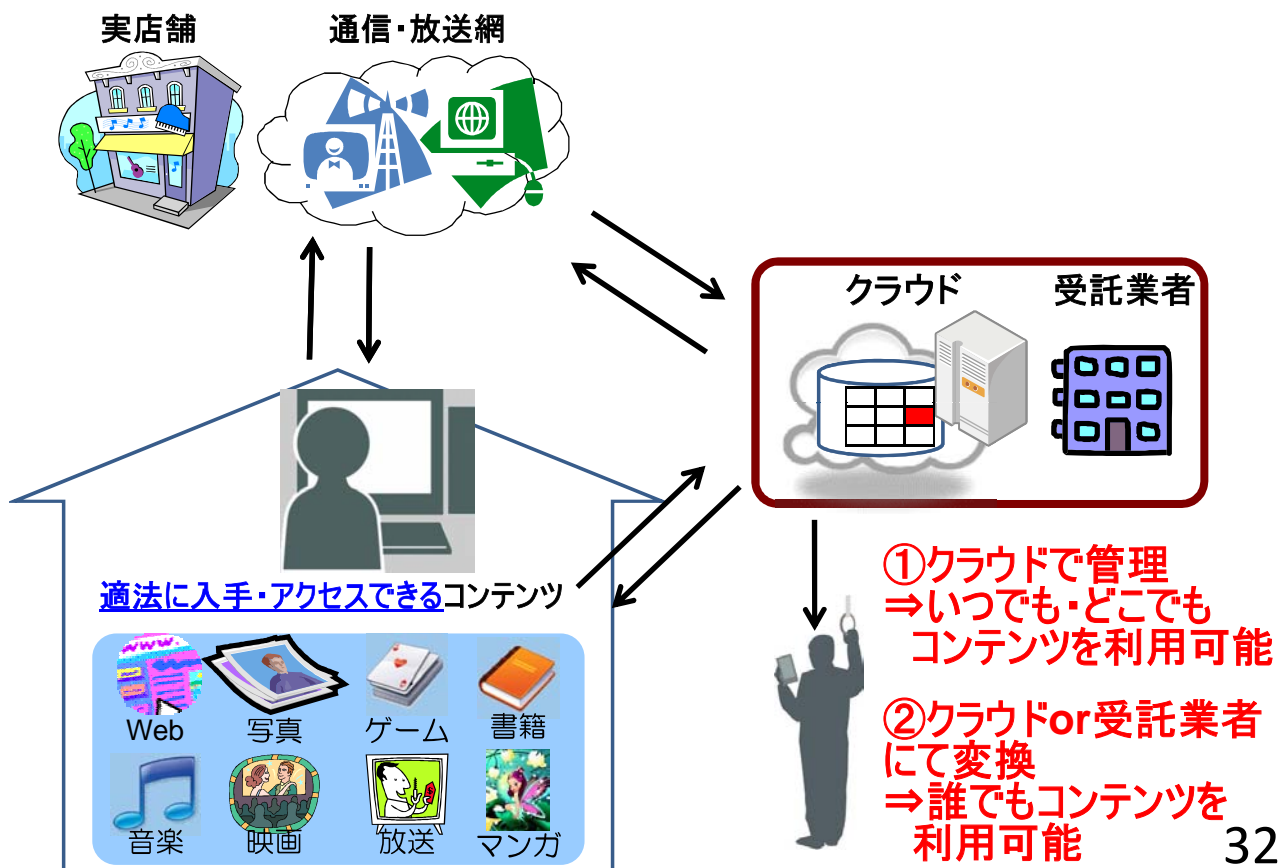 実店舗
通信・放送網
クラウド
受託業者
適法に入手・アクセスできるコンテンツ
Web
写真
ゲーム
書籍
音楽
映画
放送
マンガ
①クラウドで管理
⇒いつでも・どこでも
コンテンツを利用可能
②クラウドor受託業者
にて変換
⇒誰でもコンテンツを
利用可能
32